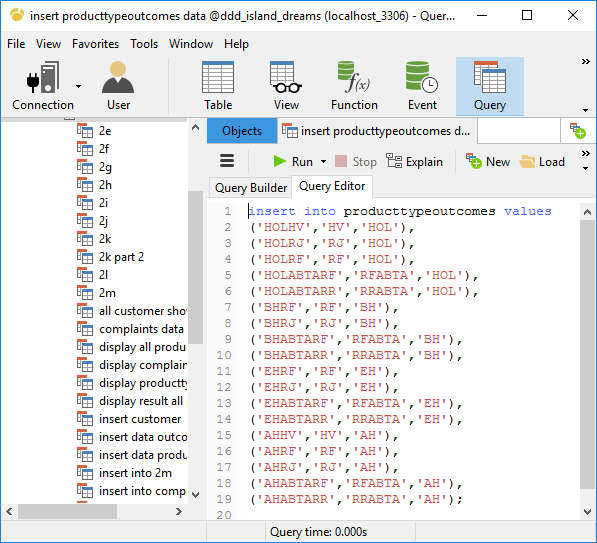 insert producttypeoutcomes data @ddd_island_dreams (localhost_3306) - Quer...
File View Favorites Tools Window Help
Connection User Table View Function Event Query
f(x)
2e
2f
2g
2h
2i
2j
2k
2k part 2
2l
2m
all customer sho
complaints data
display all produc
display complain
display productty
display result all p
insert customer
insert data outco
insert data produ
insert into 2m
insert into comp
Objects insert producttypeoutcomes d...
Run Stop Explain New Load
Query Builder Query Editor
1 insert into producttypeoutcomes values
2 ('HOLHV','HV','HOL'),
3 ('HOLRJ','RJ','HOL'),
4 ('HOLRF','RF','HOL'),
5 ('HOLABTARF','RFABTA','HOL'),
6 ('HOLABTARR','RRABTA','HOL'),
7 ('BHRF','RF','BH'),
8 ('BHRJ','RJ','BH'),
9 ('BHABTARF','RFABTA','BH'),
10 ('BHABTARR','RRABTA','BH'),
11 ('EHRF','RF','EH'),
12 ('EHRJ','RJ','EH'),
13 ('EHABTARF','RFABTA','EH'),
14 ('EHABTARR','RRABTA','EH'),
15 ('AHHV','HV','AH'),
16 ('AHRF','RF','AH'),
17 ('AHRJ','RJ','AH'),
18 ('AHABTARF','RFABTA','AH'),
19 ('AHABTARR','RRABTA','AH');
20
Query time: 0.000s